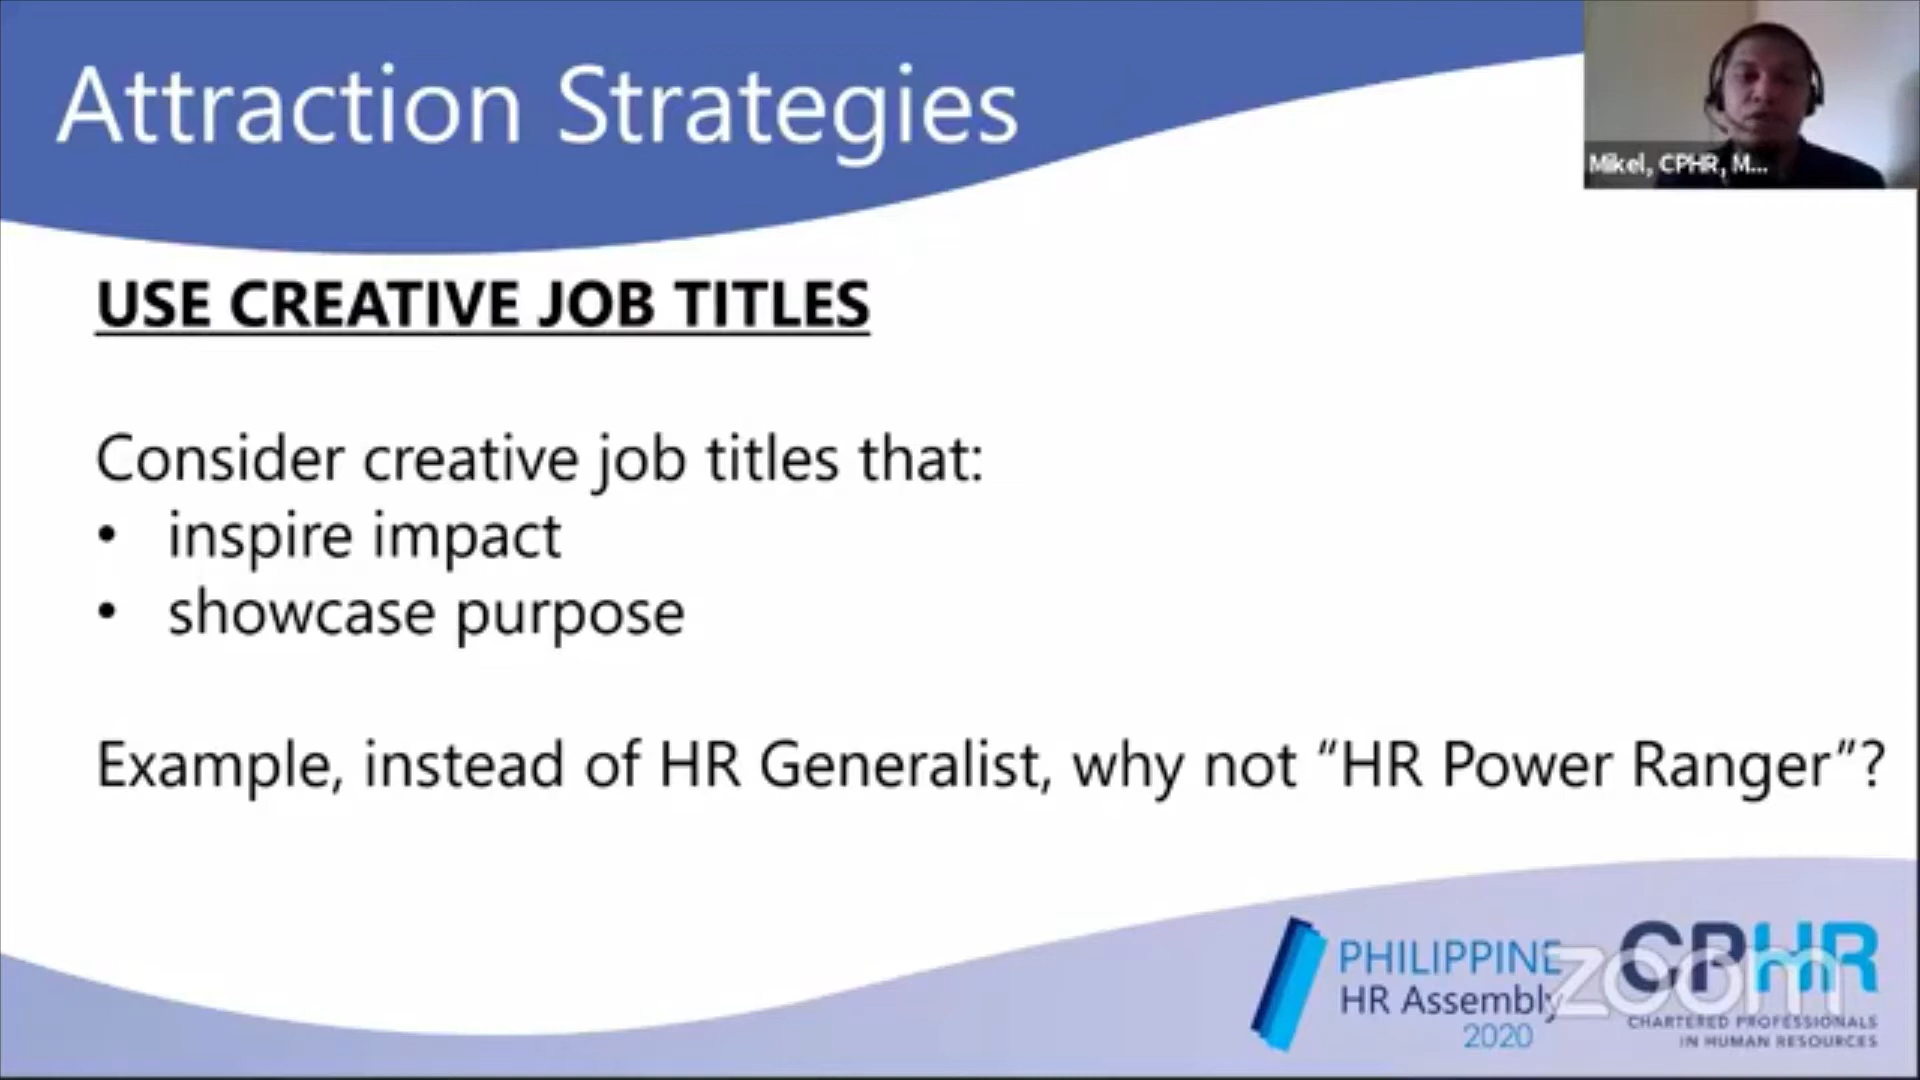 Attraction Strategies
Mikel, CPHR, M...
USE CREATIVE JOB TITLES
Consider creative job titles that:
• inspire impact
• showcase purpose
Example, instead of HR Generalist, why not “HR Power Ranger”?
PHILIPPINE
HR Assembly
2020
zoom
CPHR
CHARTERED PROFESSIONALS
IN HUMAN RESOURCES